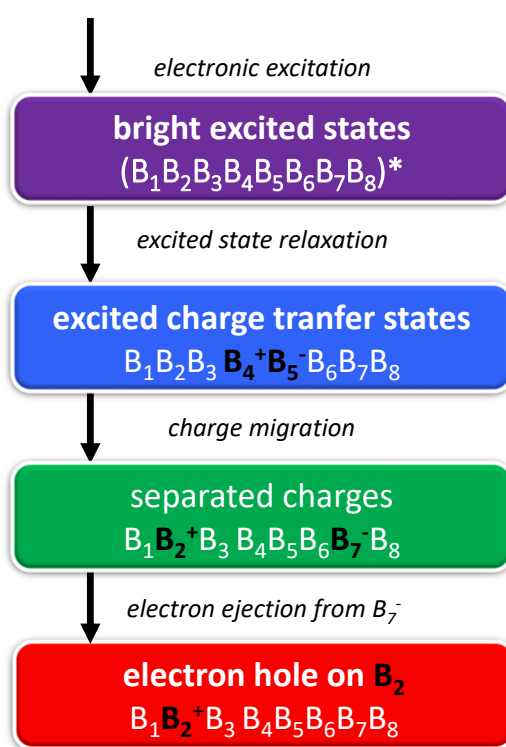 electronic excitation
bright excited states
(B₁B₂B₃B₄B₅B₆B₇B₈)*
excited state relaxation
excited charge tranfer states
B₁B₂B₃ B₄⁺B₅⁻B₆B₇B₈
charge migration
separated charges
B₁B₂⁺B₃ B₄B₅B₆B₇⁻B₈
electron ejection from B₇⁻
electron hole on B₂
B₁B₂⁺B₃ B₄B₅B₆B₇B₈